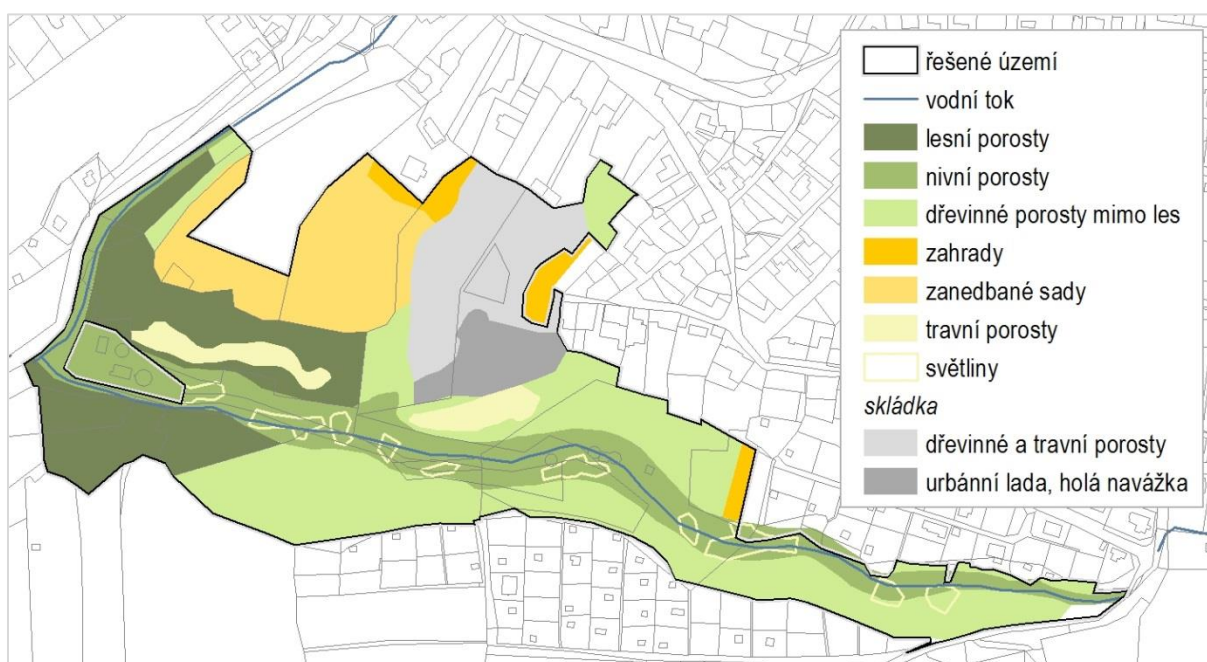 řešené území
vodní tok
lesní porosty
nivní porosty
dřevinné porosty mimo les
zahrady
zanedbané sady
travní porosty
světliny
skládka
dřevinné a travní porosty
urbánní lada, holá navážka